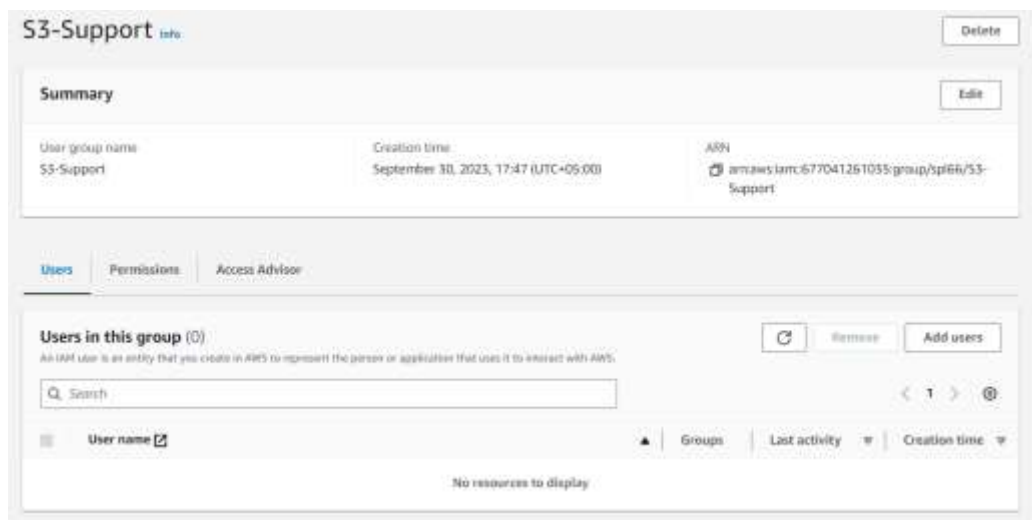 S3-Support Info
Delete
Summary
Edit
User group name
S3-Support
Creation time
September 30, 2023, 17:47 (UTC+05:00)
ARN
arn:aws:iam::677041261035:group/spl66/S3-
Support
Users
Permissions
Access Advisor
Users in this group (0)
Remove
Add users
An IAM user is an entity that you create in AWS to represent the person or application that uses it to interact with AWS.
Search
1
User name
Groups
Last activity
Creation time
No resources to display